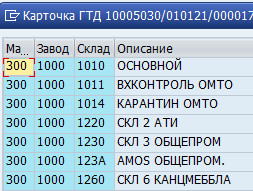 Карточка ГТД 10005030/010121/000017
Ма... Завод Склад Описание
300 1000 1010 ОСНОВНОЙ
300 1000 1011 ВХКОНТРОЛЬ ОМТО
300 1000 1014 КАРАНТИН ОМТО
300 1000 1220 СКЛ 2 АТИ
300 1000 1230 СКЛ 3 ОБЩЕПРОМ
300 1000 123A AMOS ОБЩЕПРОМ.
300 1000 1260 СКЛ 6 КАНЦМЕББЛА